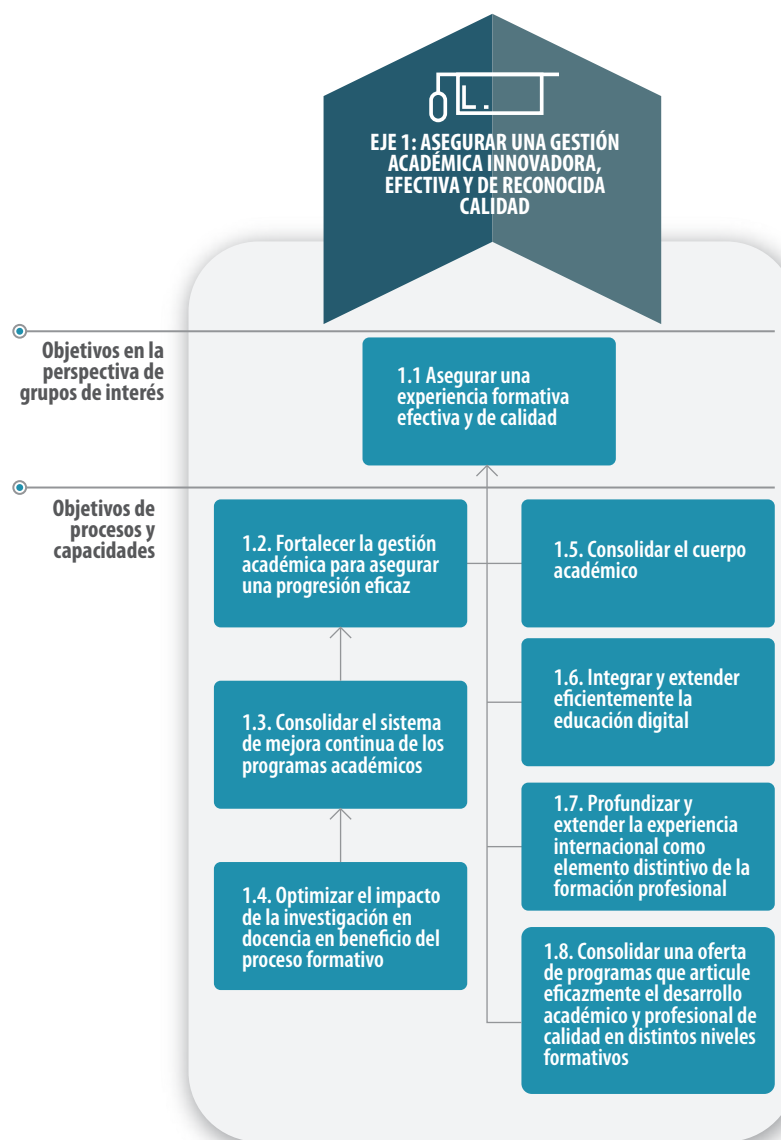 L.
EJE 1: ASEGURAR UNA GESTIÓN
ACADÉMICA INNOVADORA,
EFECTIVA Y DE RECONOCIDA
CALIDAD
Objetivos en la
perspectiva de
grupos de interés
1.1 Asegurar una
experiencia formativa
efectiva y de calidad
Objetivos de
procesos y
capacidades
1.2. Fortalecer la gestión
académica para asegurar
una progresión eficaz
1.3. Consolidar el sistema
de mejora continua de los
programas académicos
1.4. Optimizar el impacto
de la investigación en
docencia en beneficio del
proceso formativo
1.5. Consolidar el cuerpo
académico
1.6. Integrar y extender
eficientemente la
educación digital
1.7. Profundizar y
extender la experiencia
internacional como
elemento distintivo de la
formación profesional
1.8. Consolidar una oferta
de programas que articule
eficazmente el desarrollo
académico y profesional de
calidad en distintos niveles
formativos